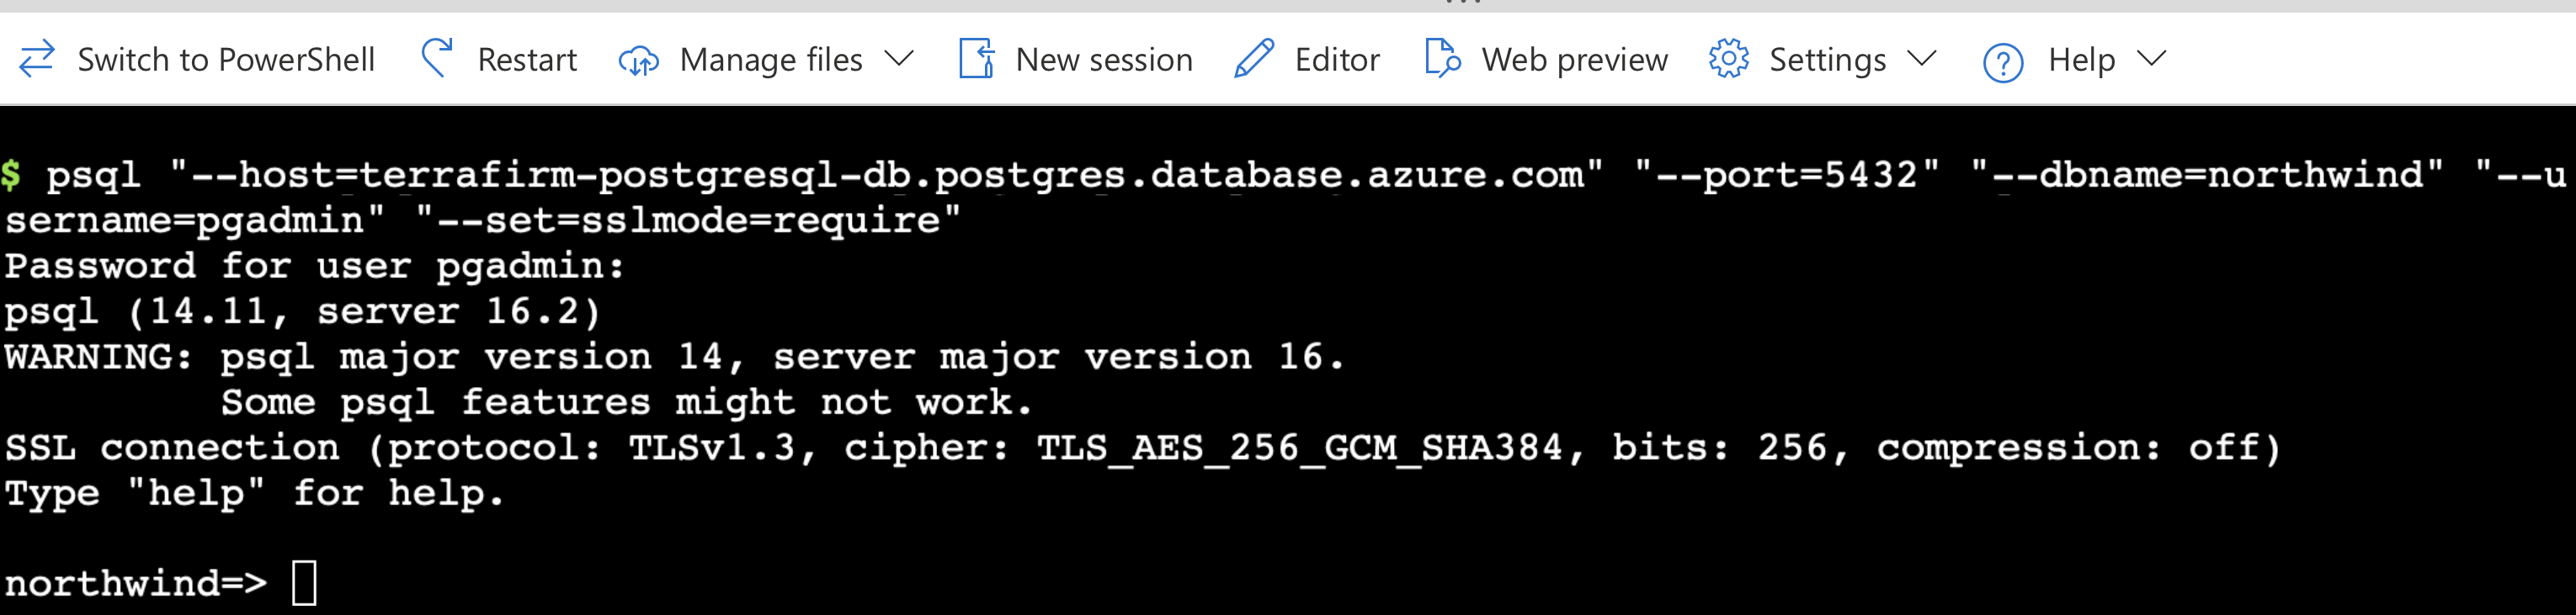 Switch to PowerShell Restart Manage files New session Editor Web preview Settings Help
$ psql "--host=terrafirm-postgresql-db.postgres.database.azure.com" "--port=5432" "--dbname=northwind" "--u
sername=pgadmin" "--set=sslmode=require"
Password for user pgadmin:
psql (14.11, server 16.2)
WARNING: psql major version 14, server major version 16.
Some psql features might not work.
SSL connection (protocol: TLSv1.3, cipher: TLS_AES_256_GCM_SHA384, bits: 256, compression: off)
Type "help" for help.
northwind=>